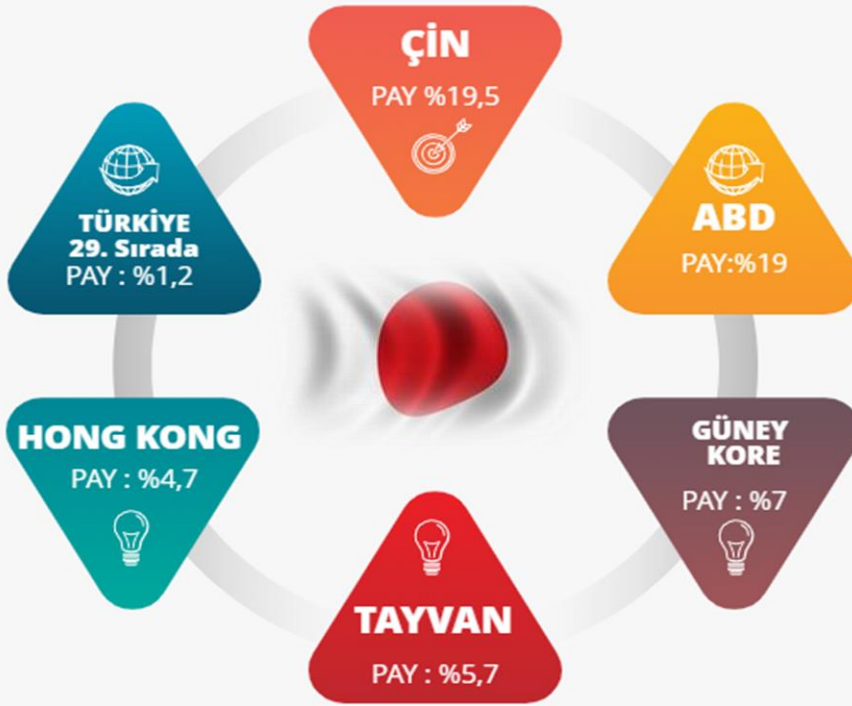 ÇİN
PAY %19,5
ABD
PAY:%19
GÜNEY
KORE
PAY : %7
TAYVAN
PAY : %5,7
HONG KONG
PAY : %4,7
TÜRKİYE
29. Sırada
PAY : %1,2